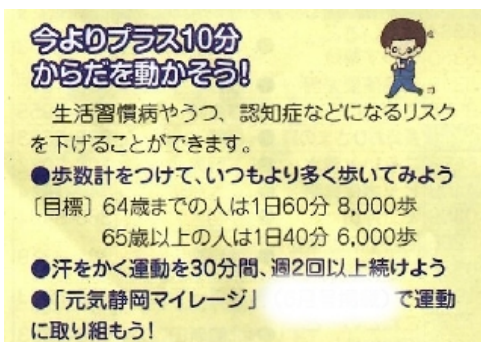 今よりプラス10分
からだを動かそう!
生活習慣病やうつ、認知症などになるリスク
を下げることができます。
●歩数計をつけて、いつもより多く歩いてみよう
〔目標〕64歳までの人は1日60分 8,000歩
65歳以上の人は1日40分 6,000歩
●汗をかく運動を30分間、週2回以上続けよう
●「元気静岡マイレージ」 で運動
に取り組もう!